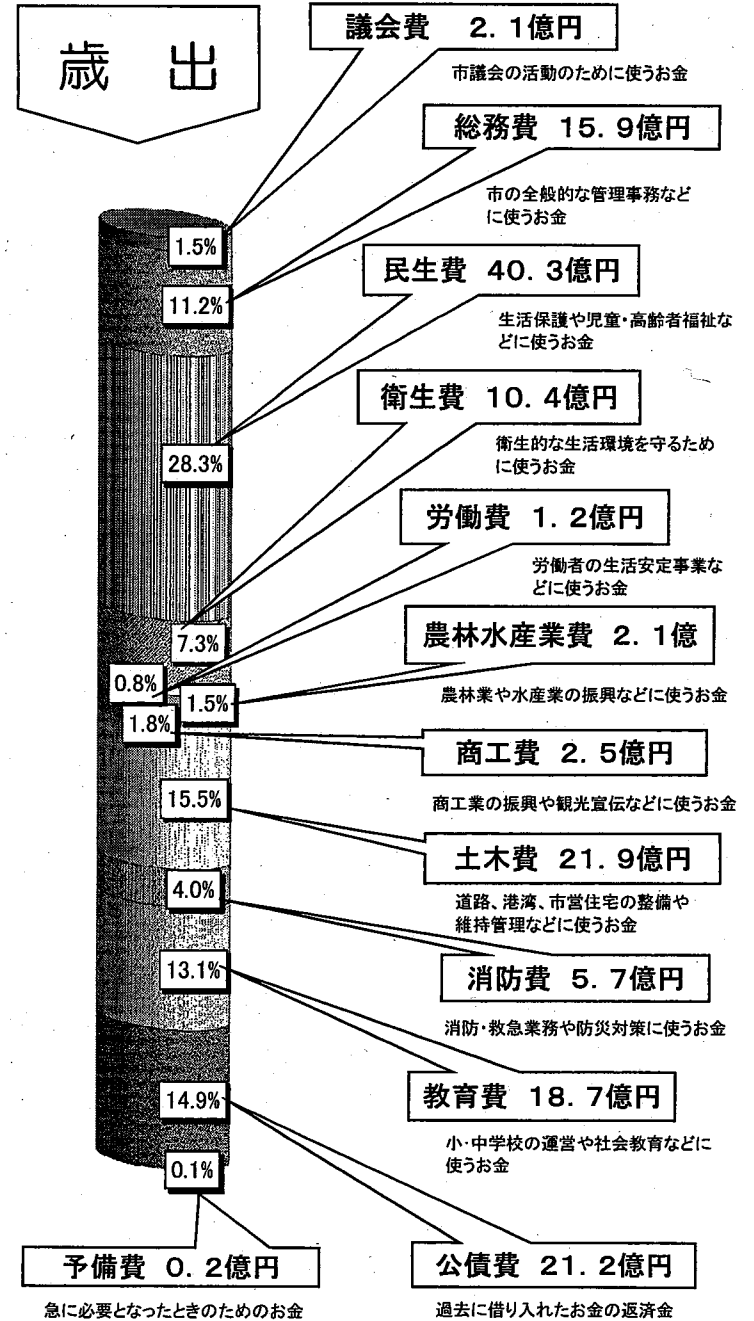 歳出
議会費 2.1億円
市議会の活動のために使うお金
総務費 15.9億円
市の全般的な管理事務など
に使うお金
1.5%
11.2%
民生費 40.3億円
生活保護や児童・高齢者福祉な
どに使うお金
28.3%
衛生費 10.4億円
衛生的な生活環境を守るため
に使うお金
労働費 1.2億円
労働者の生活安定事業な
どに使うお金
7.3%
0.8%
農林水産業費 2.1億
農林業や水産業の振興などに使うお金
1.5%
1.8%
商工費 2.5億円
商工業の振興や観光宣伝などに使うお金
15.5%
土木費 21.9億円
道路、港湾、市営住宅の整備や
維持管理などに使うお金
4.0%
消防費 5.7億円
消防・救急業務や防災対策に使うお金
13.1%
教育費 18.7億円
小・中学校の運営や社会教育などに
使うお金
14.9%
0.1%
予備費 0.2億円
急に必要となったときのためのお金
公債費 21.2億円
過去に借り入れたお金の返済金